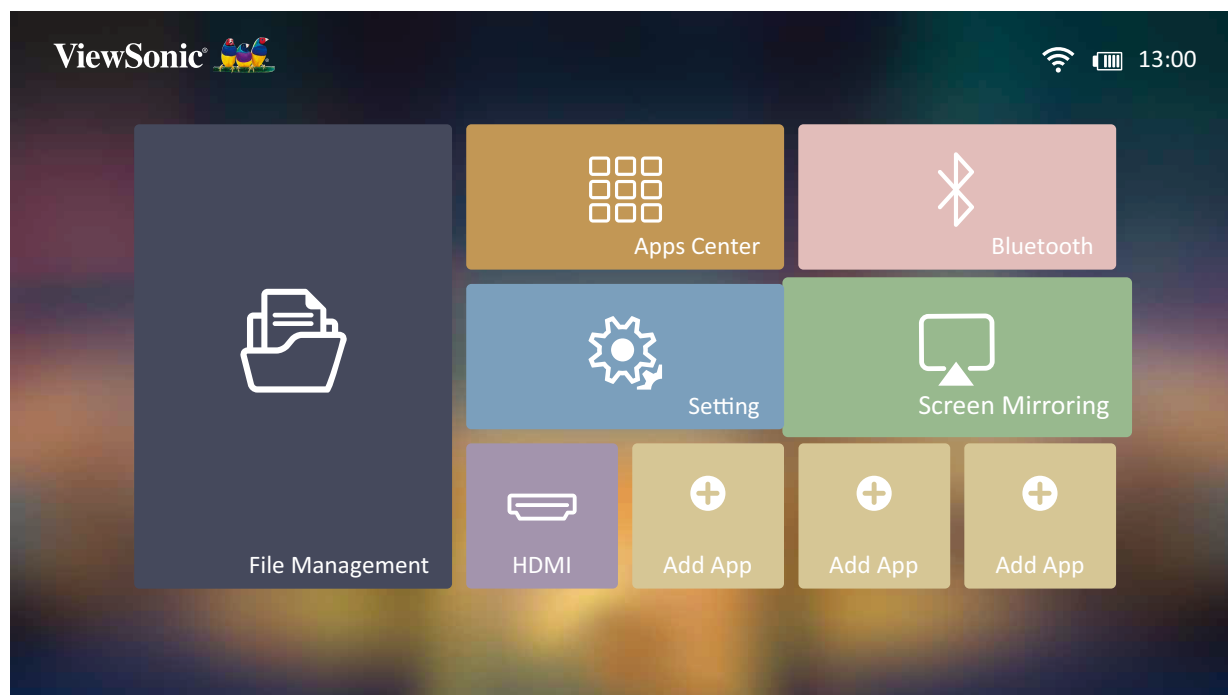 ViewSonic®
13:00
Apps Center
Bluetooth
Setting
Screen Mirroring
File Management
HDMI
Add App
Add App
Add App